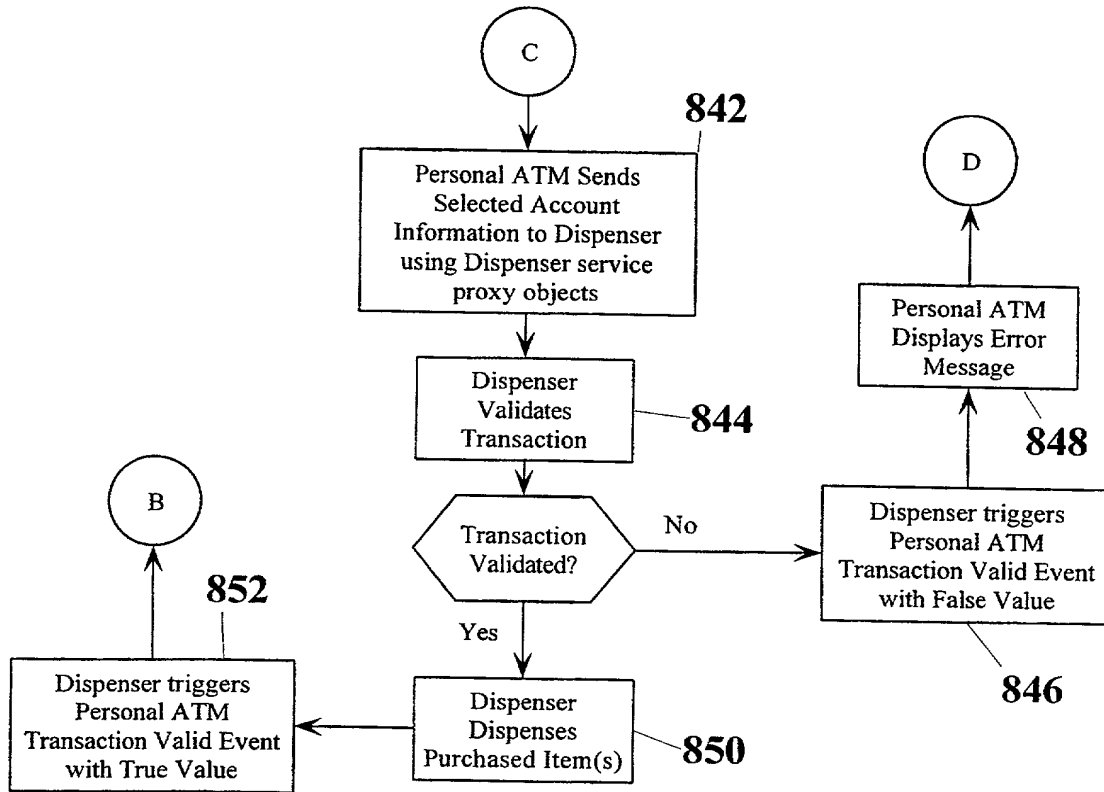 C
842
Personal ATM Sends
Selected Account
Information to Dispenser
using Dispenser service
proxy objects
D
Personal ATM
Displays Error
Message
848
Dispenser
Validates
Transaction
844
B
Transaction
Validated?
No
Dispenser triggers
Personal ATM
Transaction Valid Event
with False Value
846
Yes
852
Dispenser triggers
Personal ATM
Transaction Valid Event
with True Value
Dispenser
Dispenses
Purchased Item(s)
850